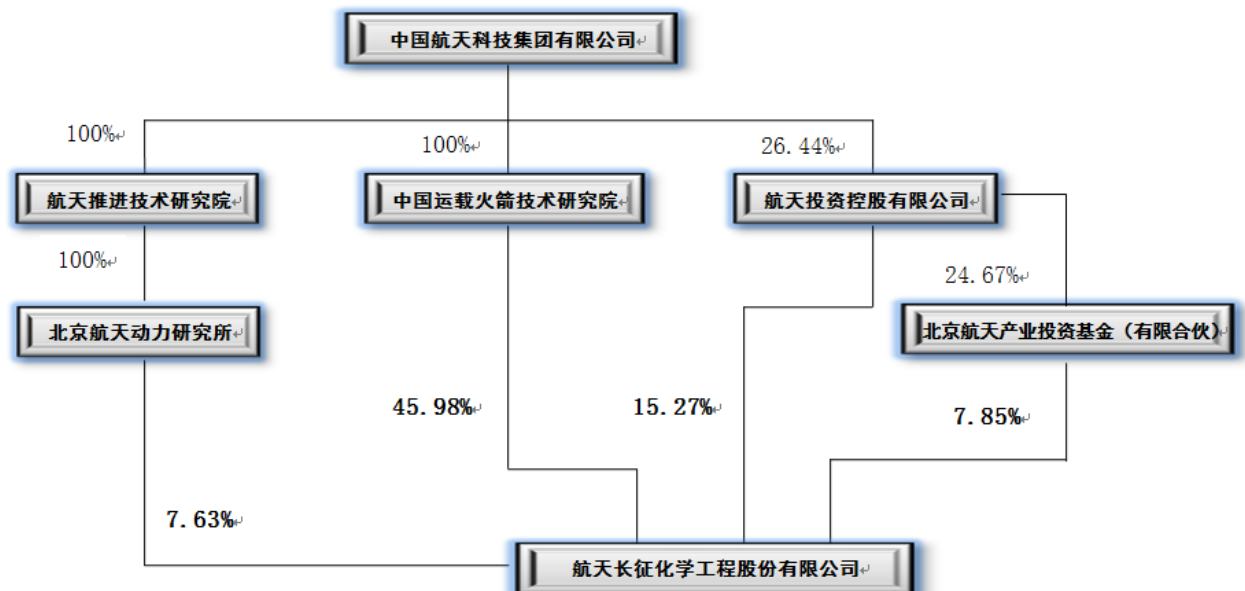 中国航天科技集团有限公司
100%
100%
26.44%
航天推进技术研究院
中国运载火箭技术研究院
航天投资控股有限公司
100%
24.67%
北京航天动力研究所
北京航天产业投资基金（有限合伙）
45.98%
15.27%
7.85%
7.63%
航天长征化学工程股份有限公司